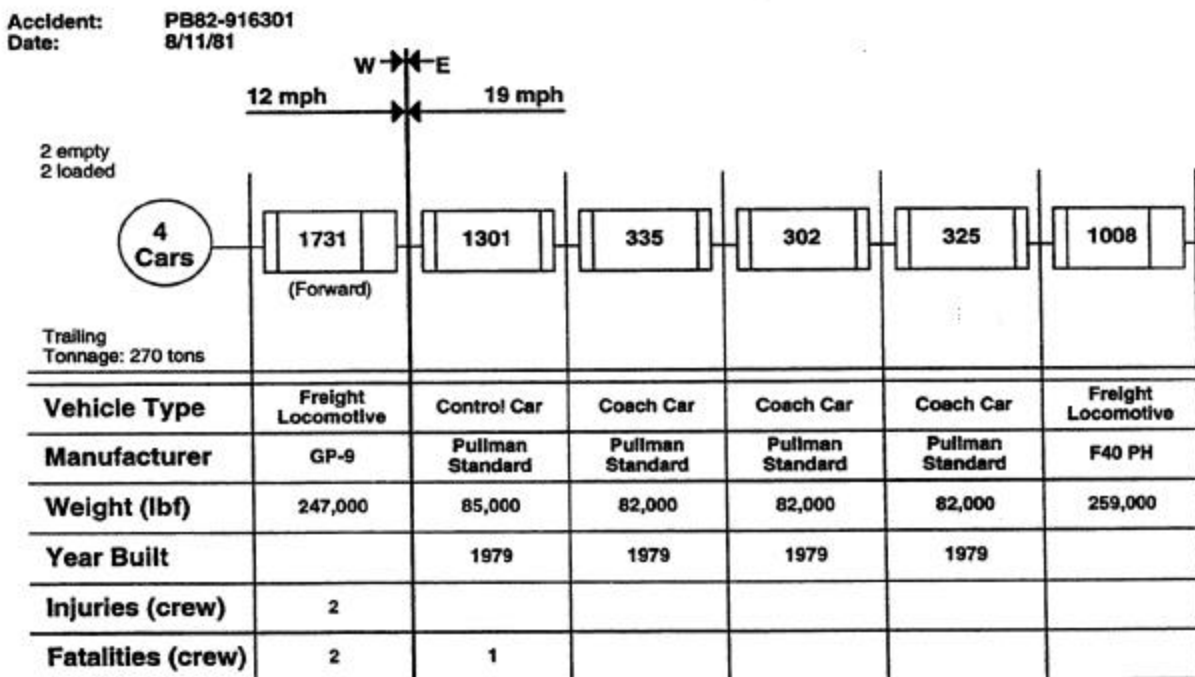 Accident: PB82-916301
Date: 8/11/81
W E
12 mph 19 mph
2 empty
2 loaded
4
Cars
1731 1301 335 302 325 1008
(Forward)
Trailing
Tonnage: 270 tons
Vehicle Type Freight Locomotive Control Car Coach Car Coach Car Coach Car Freight Locomotive
Manufacturer GP-9 Pullman Standard Pullman Standard Pullman Standard Pullman Standard F40 PH
Weight (lbf) 247,000 85,000 82,000 82,000 82,000 259,000
Year Built 1979 1979 1979 1979
Injuries (crew) 2
Fatalities (crew) 2 1